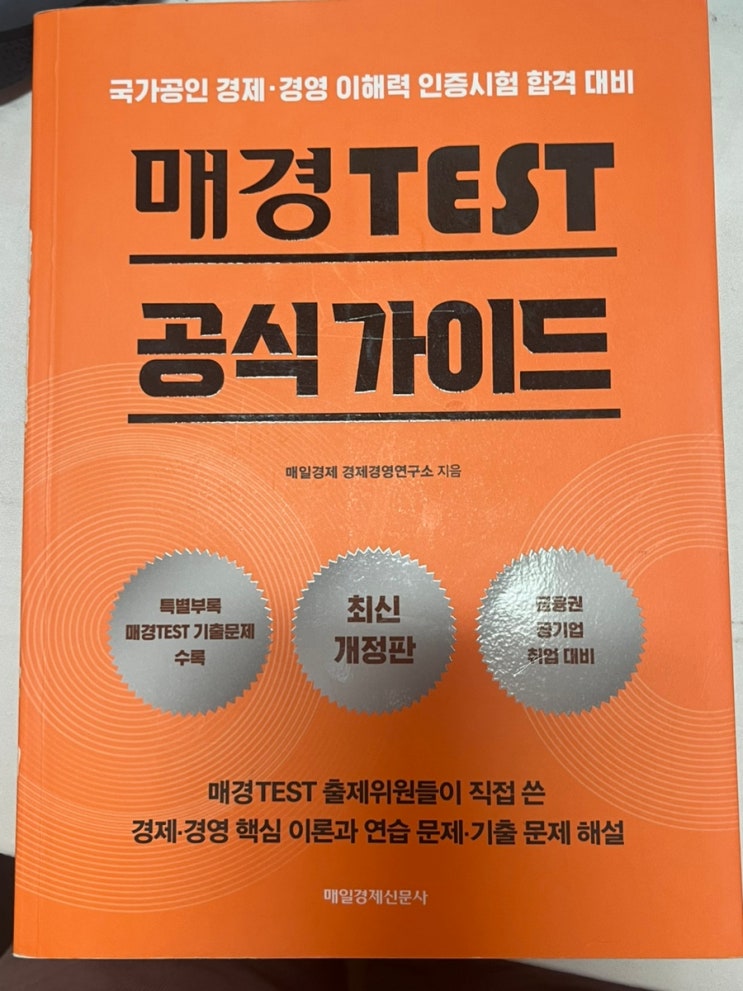 국가공인 경제·경영 이해력 인증시험 합격 대비
매경TEST
공식 가이드
매일경제 경제경영연구소 지음
특별부록
매경TEST 기출문제
수록
최신
개정판
금융권
공기업
취업 대비
매경TEST 출제위원들이 직접 쓴
경제·경영 핵심 이론과 연습 문제·기출 문제 해설
매일경제신문사